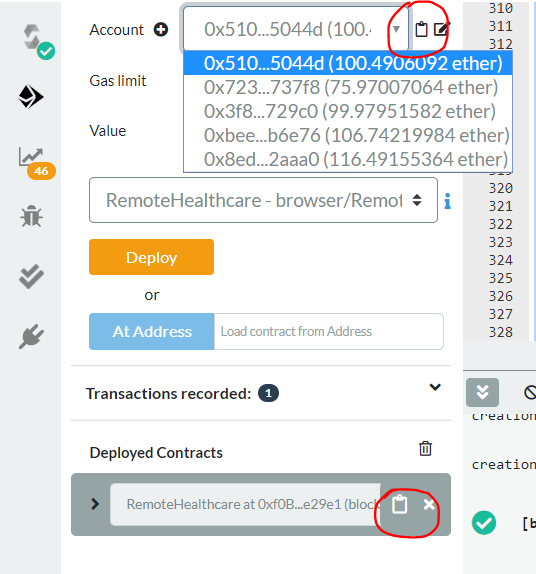 Account
0x510...5044d (100.4
0x510...5044d (100.4906092 ether)
0x723...737f8 (75.97007064 ether)
0x3f8...729c0 (99.97951582 ether)
0xbee...b6e76 (106.74219984 ether)
0x8ed...2aaa0 (116.49155364 ether)
Gas limit
Value
46
RemoteHealthcare - browser/Remot
i
Deploy
or
At Address
Load contract from Address
Transactions recorded: 1
Deployed Contracts
RemoteHealthcare at 0xf0B...e29e1 (block
310
311
312
320
321
322
323
324
325
326
327
328
creation
[b